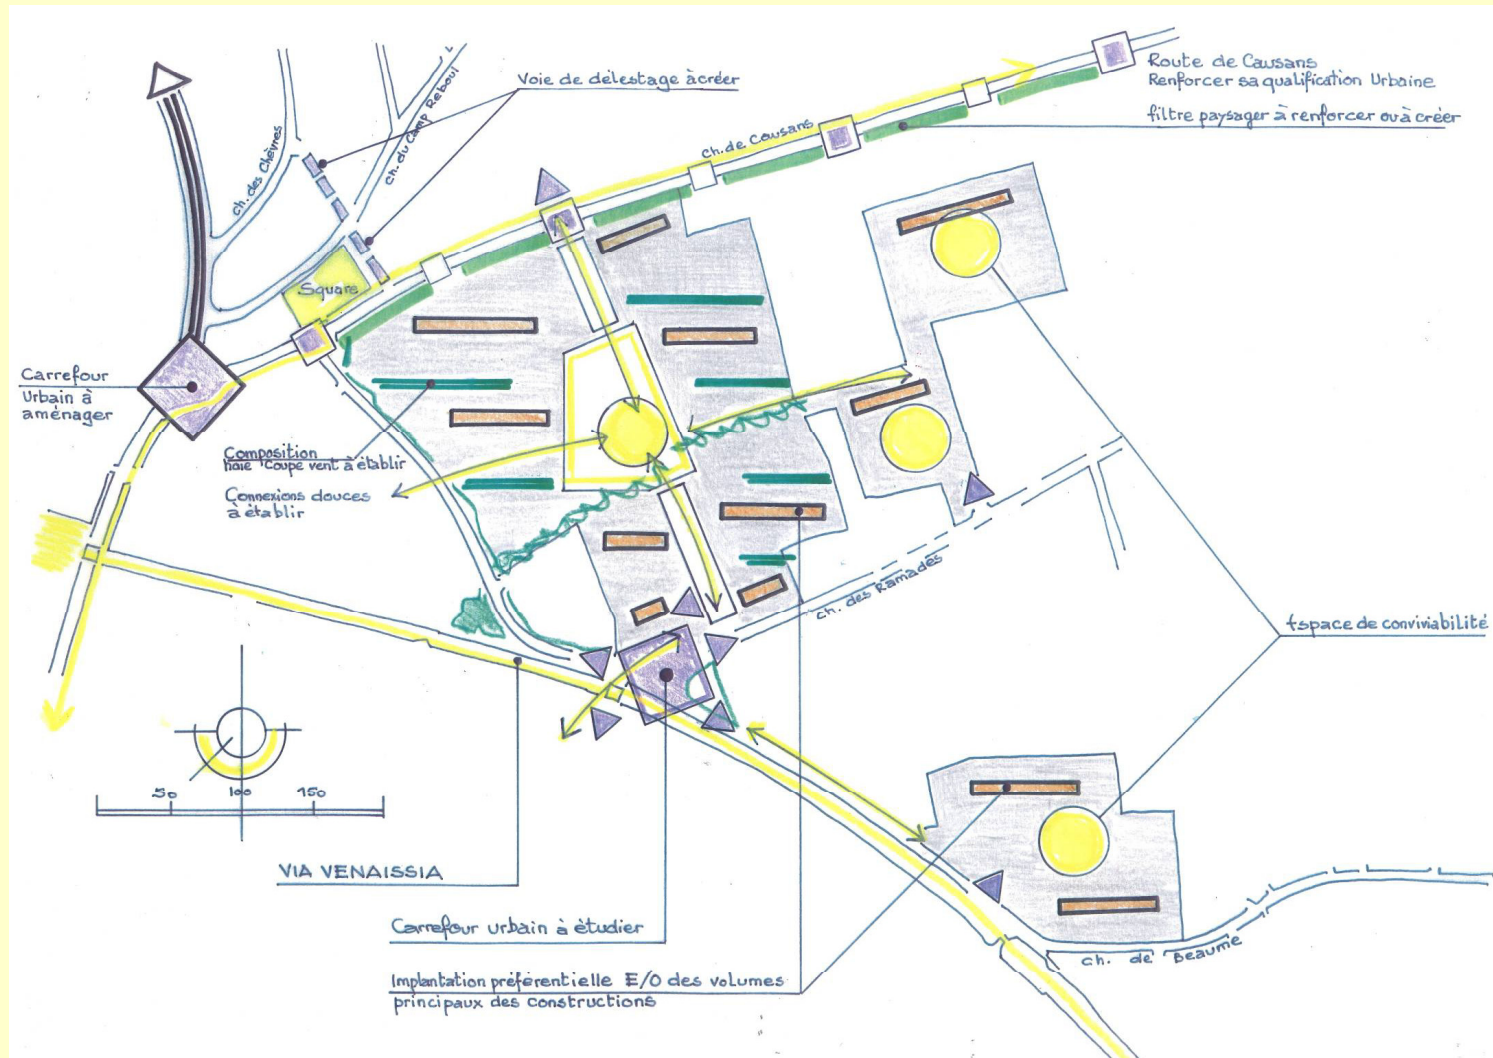 Voie de délestage à créer
Route de Causans
Renforcer sa qualification Urbaine
filtre paysager à renforcer ou à créer
ch. des Chèvres
ch. du Camp Reboul
ch. de Causans
Square
Carrefour
Urbain à
aménager
Composition
haie coupe vent à établir
Connexions douces
à établir
ch. des Ramadès
Espace de conviviabilité
50 100 150
VIA VENAISSIA
Carrefour urbain à étudier
ch. de Beaume
Implantation préférentielle E/O des volumes
principaux des constructions